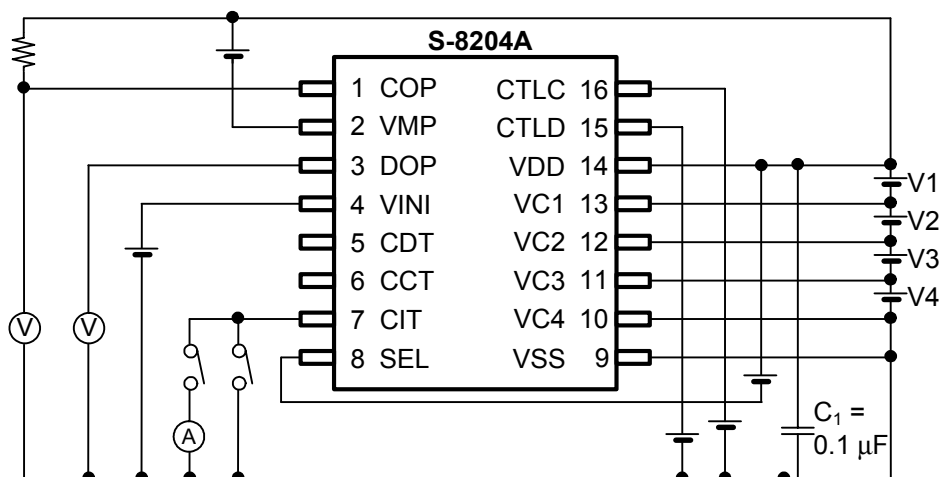 S-8204A
1 COP CTLC 16
2 VMP CTLD 15
3 DOP VDD 14
4 VINI VC1 13
5 CDT VC2 12
6 CCT VC3 11
7 CIT VC4 10
8 SEL VSS 9
V1
V2
V3
V4
V
V
A
C₁ =
0.1 μF